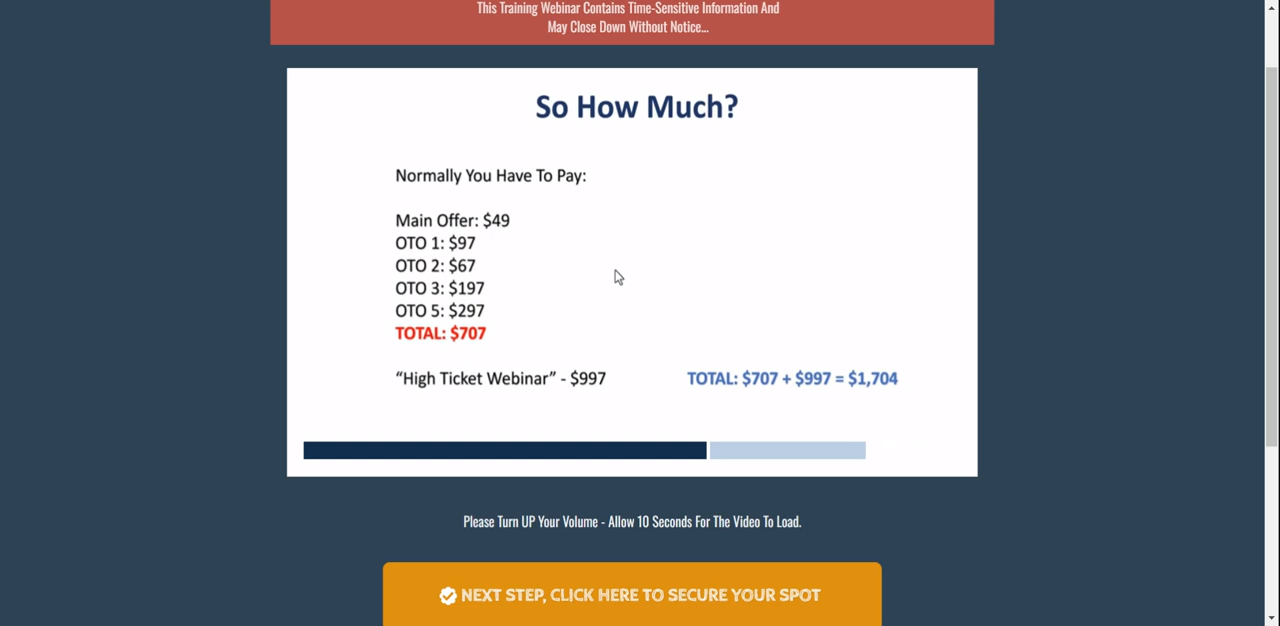 This Training Webinar Contains Time-Sensitive Information And
May Close Down Without Notice...
So How Much?
Normally You Have To Pay:
Main Offer: $49
OTO 1: $97
OTO 2: $67
OTO 3: $197
OTO 5: $297
TOTAL: $707
“High Ticket Webinar” - $997
TOTAL: $707 + $997 = $1,704
Please Turn UP Your Volume - Allow 10 Seconds For The Video To Load.
NEXT STEP, CLICK HERE TO SECURE YOUR SPOT